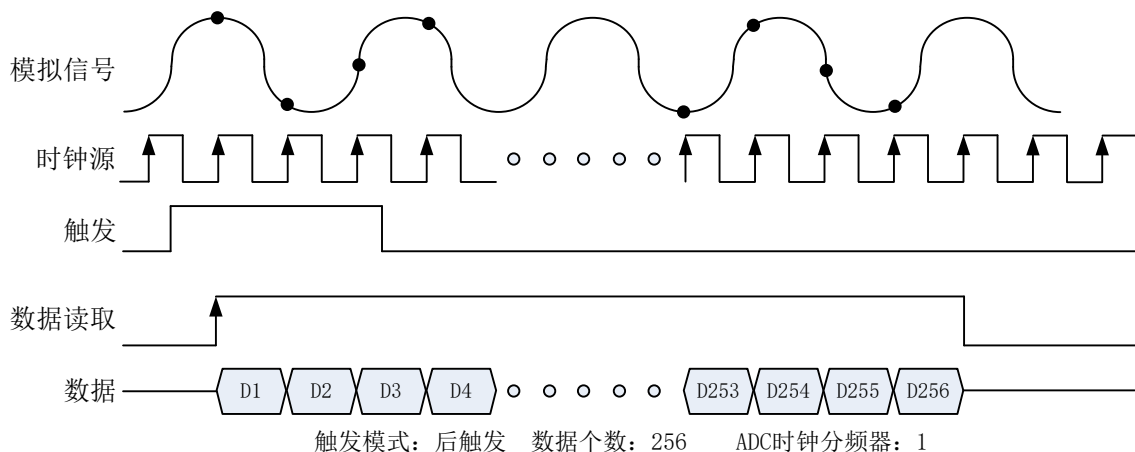 模拟信号
时钟源
触发
数据读取
数据 D1 D2 D3 D4 D253 D254 D255 D256
触发模式：后触发 数据个数：256 ADC时钟分频器：1